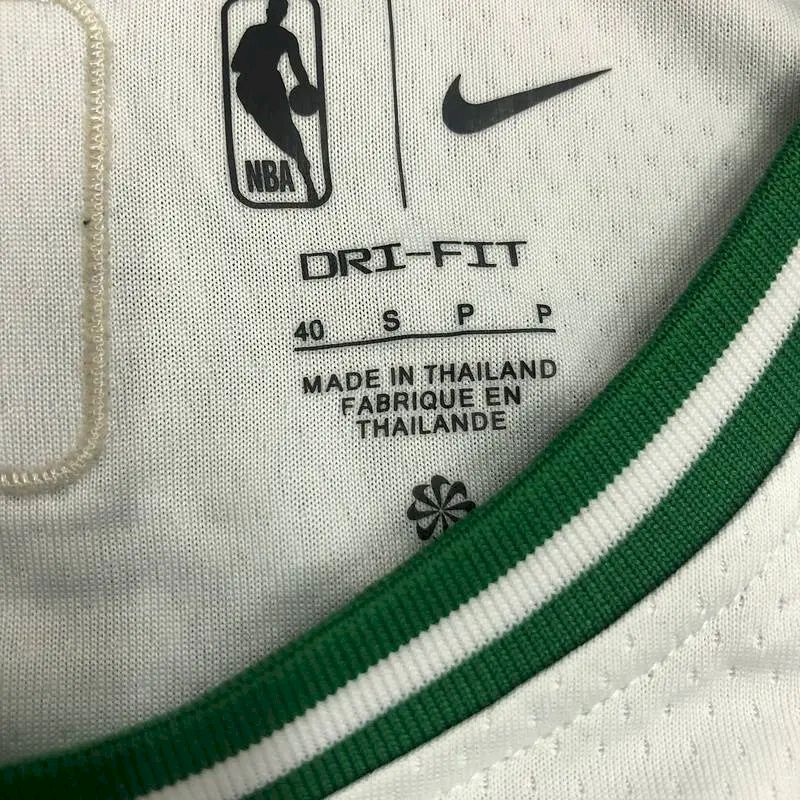 NBA
DRI-FIT
40 S P P
MADE IN THAILAND
FABRIQUE EN
THAILANDE